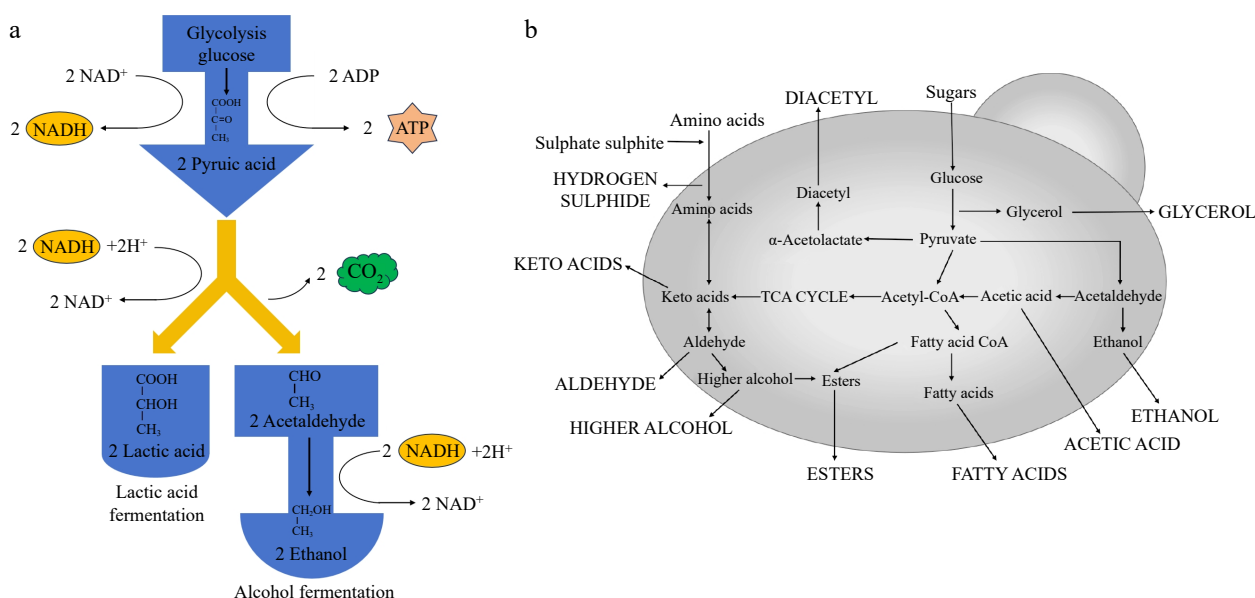 a
Glycolysis
glucose
2 NAD⁺
2 ADP
COOH
C=O
CH₃
2 NADH
2 ATP
2 Pyruic acid
2 NADH +2H⁺
2 NAD⁺
2 CO₂
COOH
CHOH
CH₃
2 Lactic acid
Lactic acid
fermentation
CHO
CH₃
2 Acetaldehyde
2 NADH +2H⁺
2 NAD⁺
CH₂OH
CH₃
2 Ethanol
Alcohol fermentation
b
DIACETYL
Sugars
Amino acids
Sulphate sulphite
HYDROGEN
SULPHIDE
Diacetyl
Glucose
Amino acids
Glycerol
GLYCEROL
α-Acetolactate
Pyruvate
KETO ACIDS
Keto acids
TCA CYCLE
Acetyl-CoA
Acetic acid
Acetaldehyde
Aldehyde
Fatty acid CoA
Ethanol
ALDEHYDE
Higher alcohol
Esters
Fatty acids
HIGHER ALCOHOL
ETHANOL
ACETIC ACID
ESTERS
FATTY ACIDS